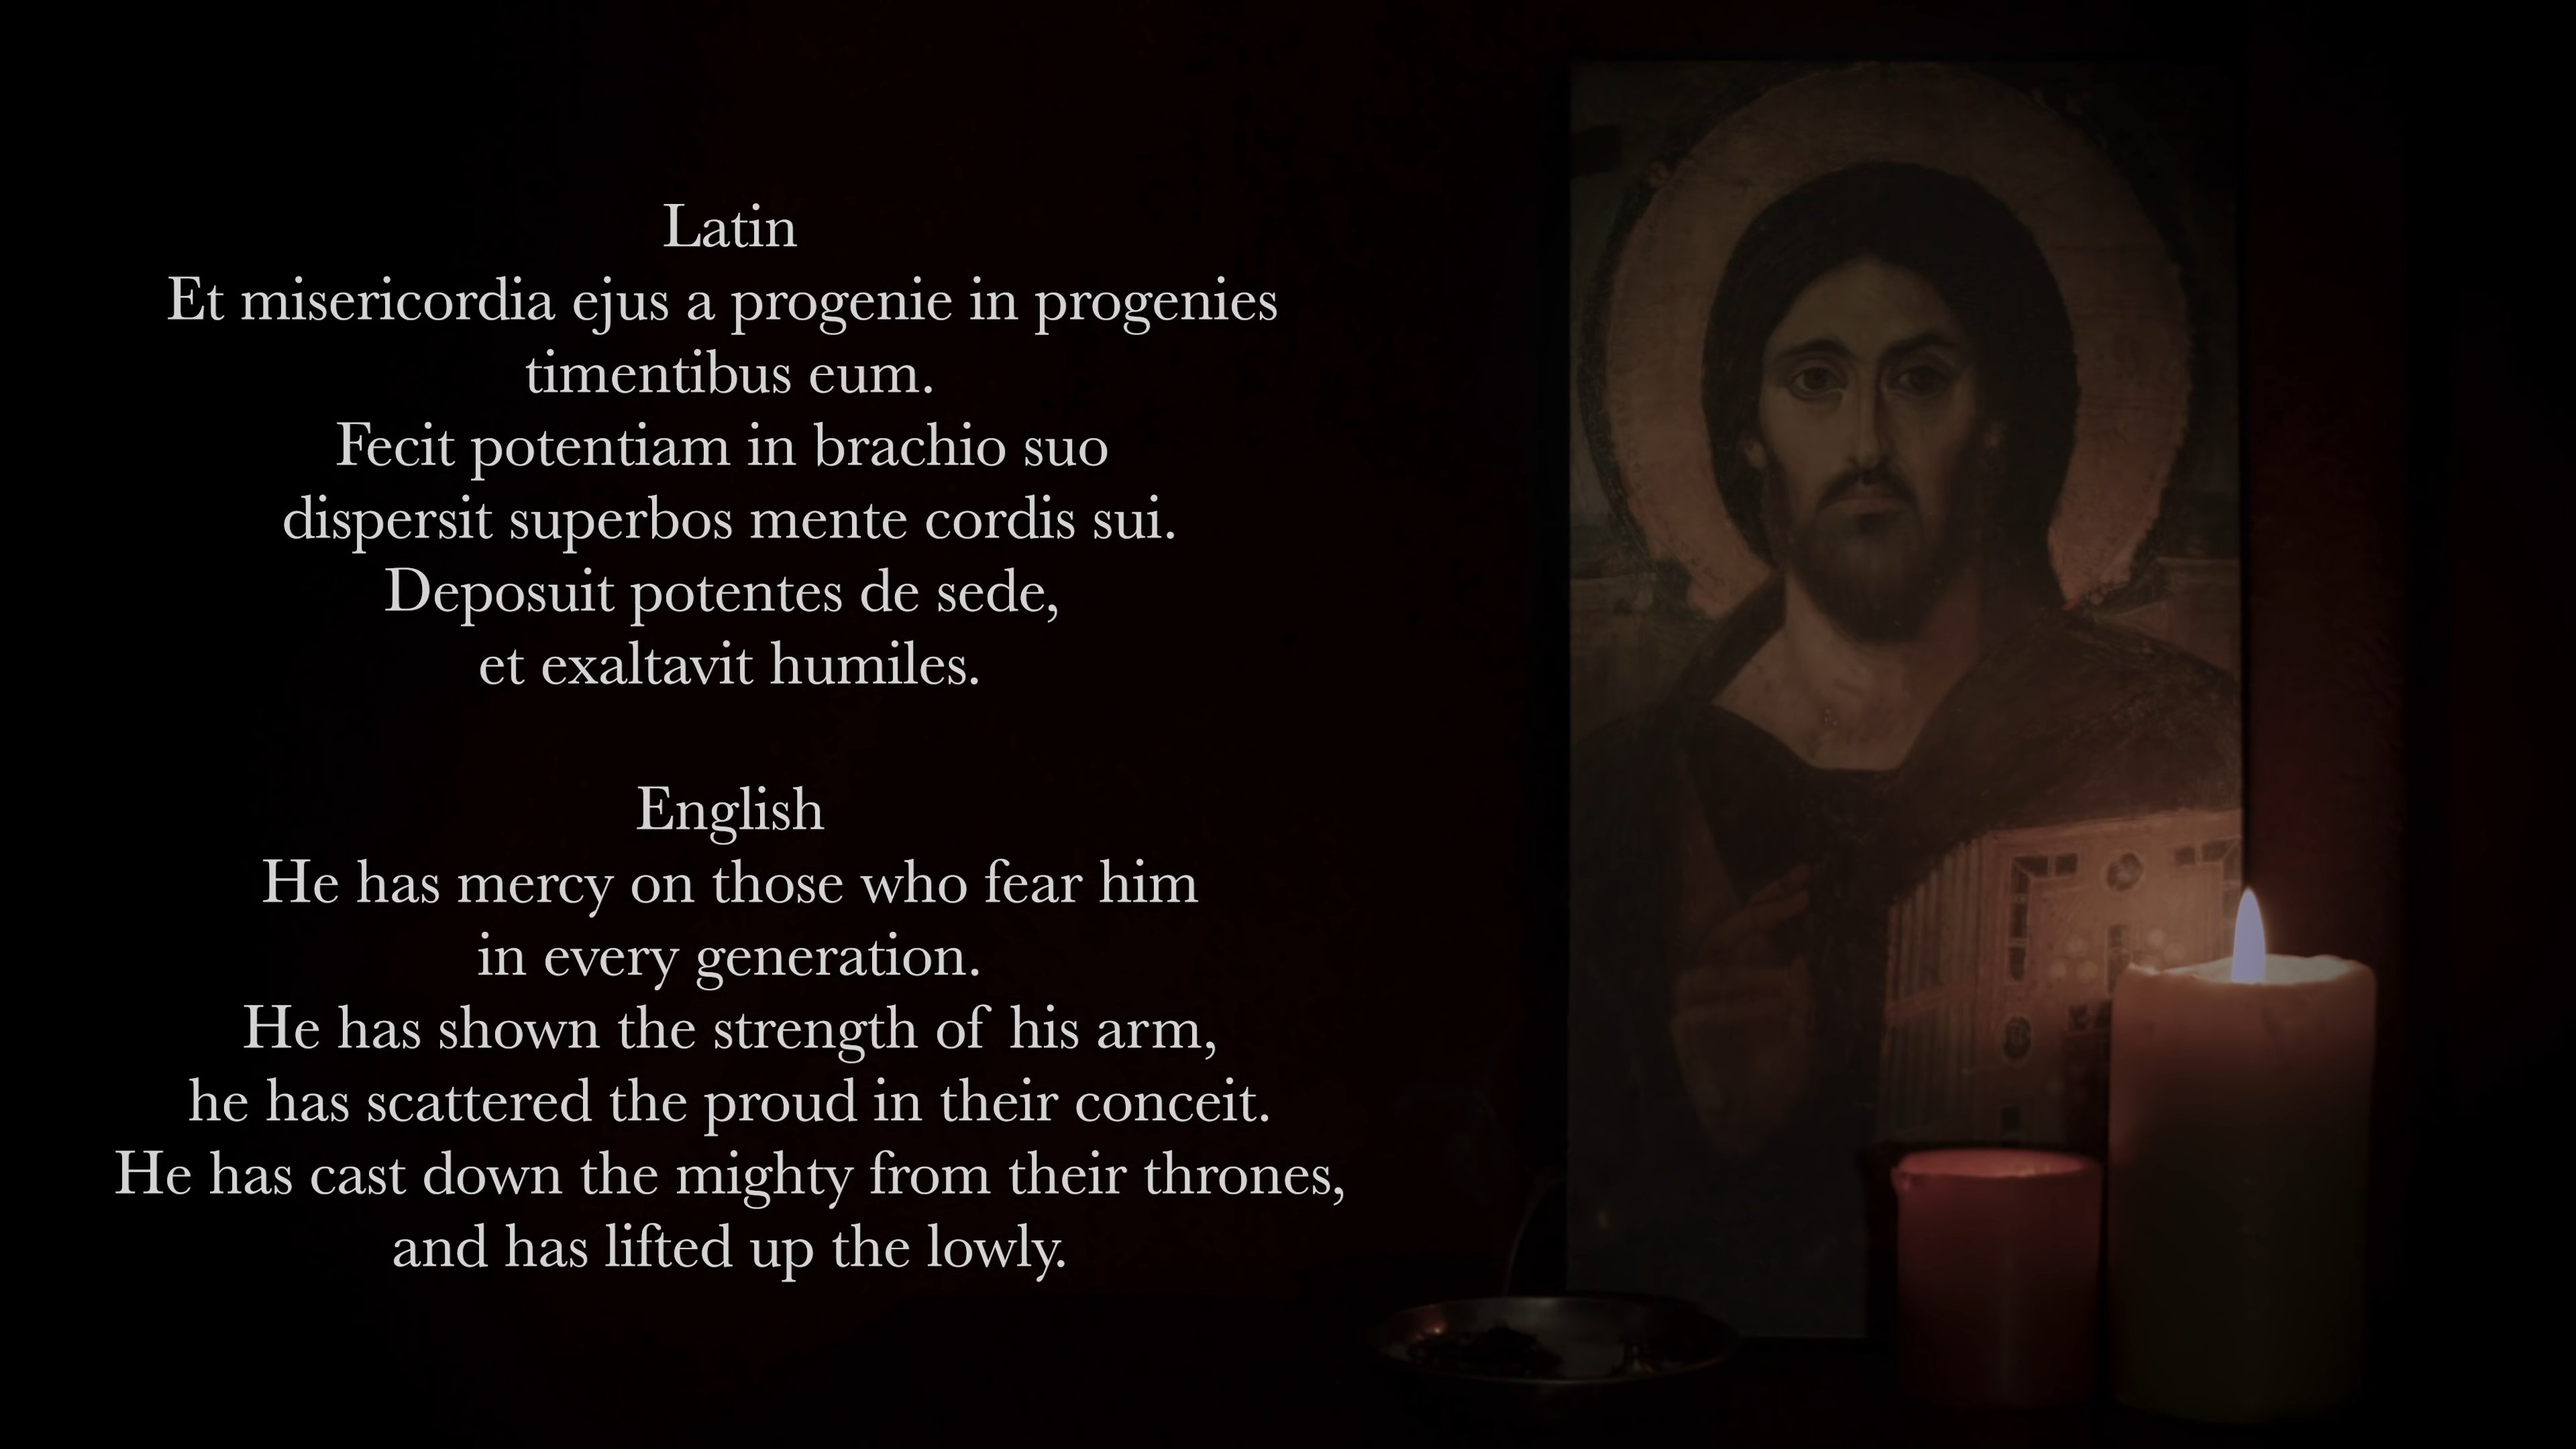 Latin
Et misericordia ejus a progenie in progenies
timentibus eum.
Fecit potentiam in brachio suo
dispersit superbos mente cordis sui.
Deposuit potentes de sede,
et exaltavit humiles.
English
He has mercy on those who fear him
in every generation.
He has shown the strength of his arm,
he has scattered the proud in their conceit.
He has cast down the mighty from their thrones,
and has lifted up the lowly.